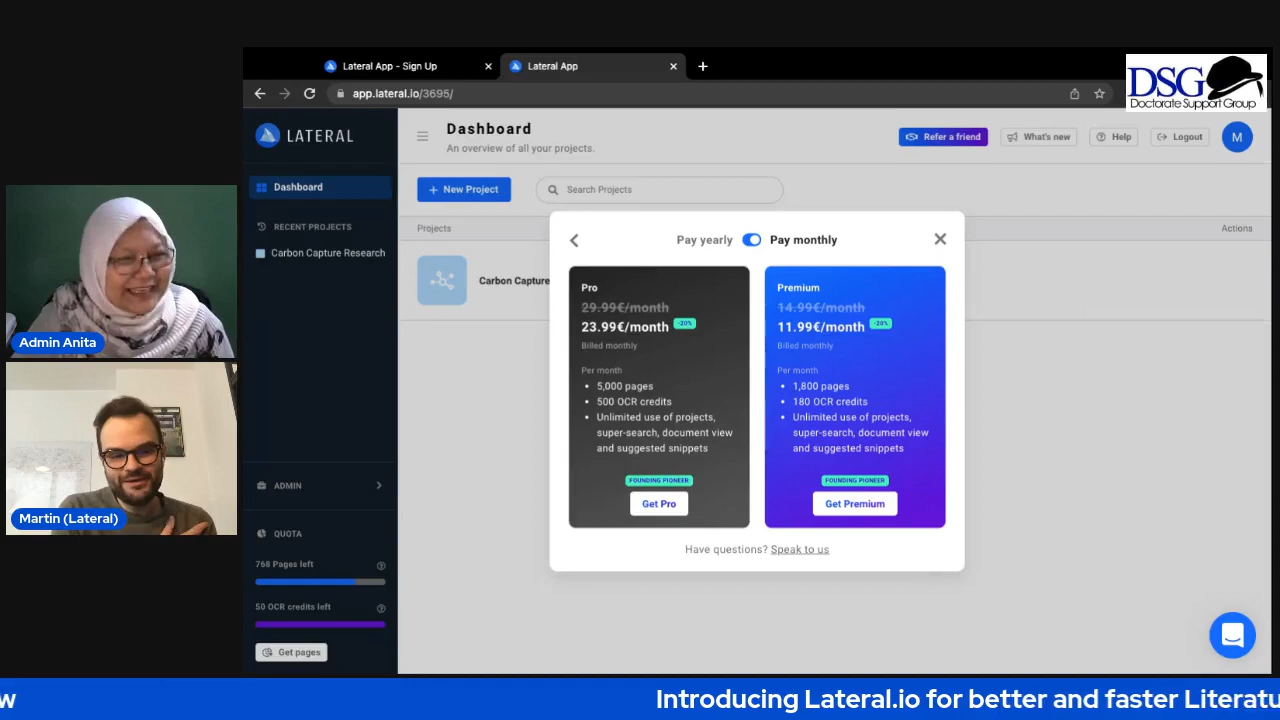 Lateral App - Sign Up
Lateral App
app.lateral.io/3695/
DSG
Doctorate Support Group
LATERAL
Dashboard
An overview of all your projects.
Refer a friend
What's new
Help
Logout
M
Dashboard
New Project
Search Projects
RECENT PROJECTS
Projects
Actions
Carbon Capture Research
Carbon Capture
Pay yearly
Pay monthly
Pro
29.99€/month
23.99€/month -20%
Billed monthly
Per month
5,000 pages
500 OCR credits
Unlimited use of projects,
super-search, document view
and suggested snippets
FOUNDING PIONEER
Get Pro
Premium
14.99€/month
11.99€/month -20%
Billed monthly
Per month
1,800 pages
180 OCR credits
Unlimited use of projects,
super-search, document view
and suggested snippets
FOUNDING PIONEER
Get Premium
Have questions? Speak to us
ADMIN
QUOTA
768 Pages left
50 OCR credits left
Get pages
Admin Anita
Martin (Lateral)
w
Introducing Lateral.io for better and faster Literatu